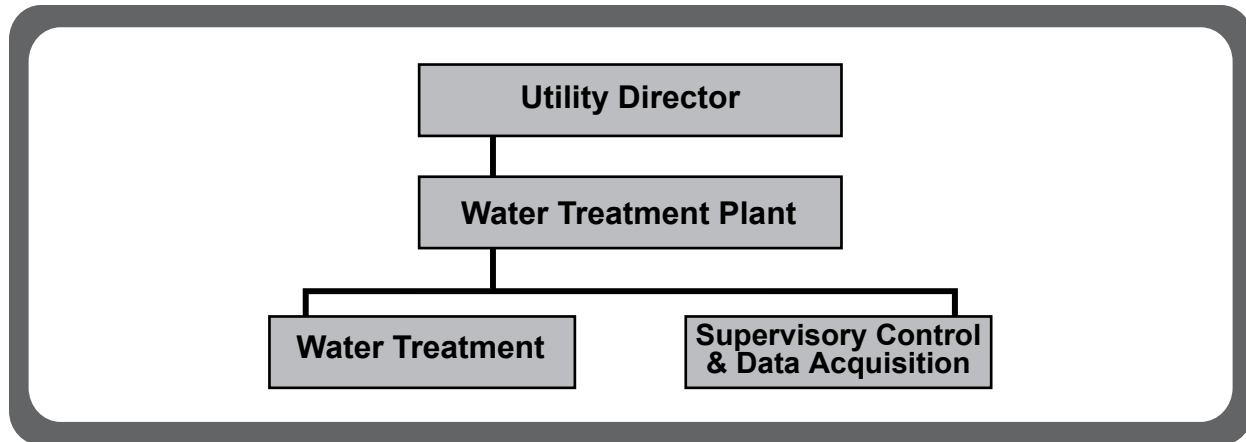 Utility Director
Water Treatment Plant
Water Treatment
Supervisory Control
& Data Acquisition